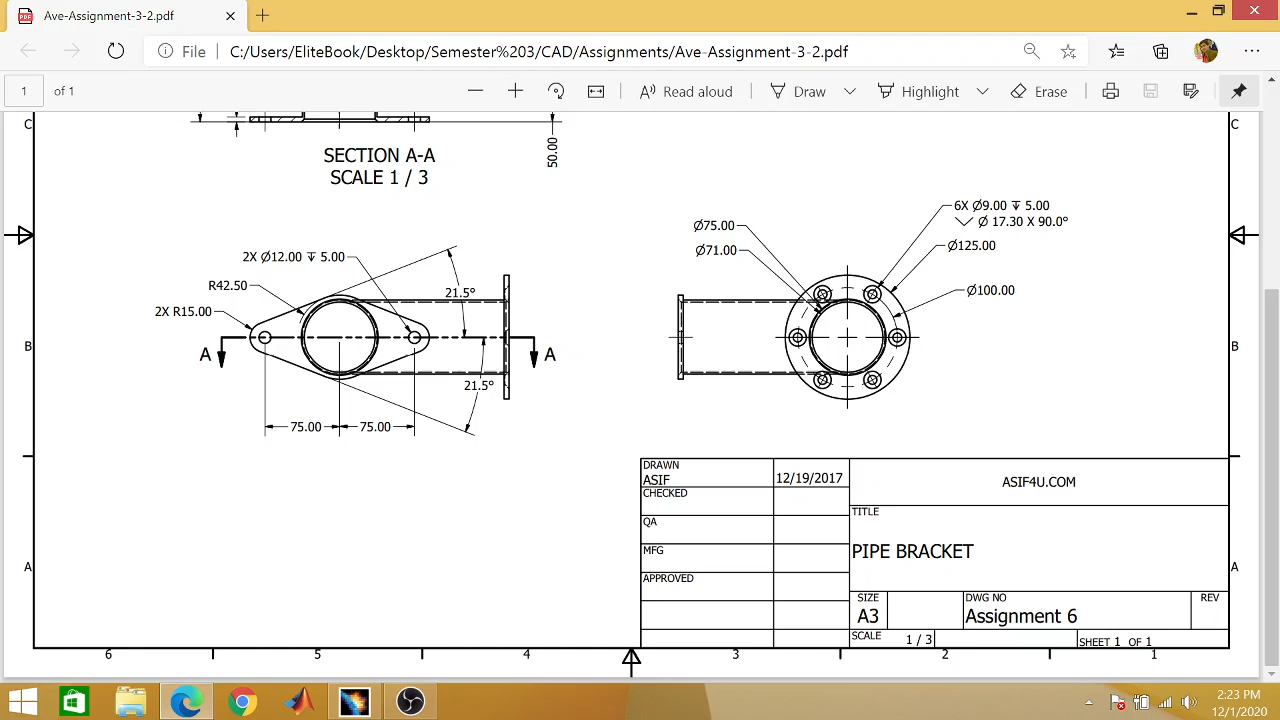 Ave-Assignment-3-2.pdf
File
C:/Users/EliteBook/Desktop/Semester%203/CAD/Assignments/Ave-Assignment-3-2.pdf
1 of 1
Read aloud
Draw
Highlight
Erase
C
C
50.00
SECTION A-A
SCALE 1 / 3
6X Ø9.00 ↧ 5.00
⌵ Ø 17.30 X 90.0°
Ø75.00
Ø125.00
Ø71.00
2X Ø12.00 ↧ 5.00
R42.50
21.5°
Ø100.00
2X R15.00
B
A
A
B
21.5°
75.00
75.00
DRAWN
ASIF
12/19/2017
ASIF4U.COM
CHECKED
TITLE
QA
PIPE BRACKET
MFG
A
A
APPROVED
SIZE
A3
DWG NO
Assignment 6
REV
SCALE
1 / 3
SHEET 1 OF 1
6
5
4
3
2
1
2:23 PM
12/1/2020